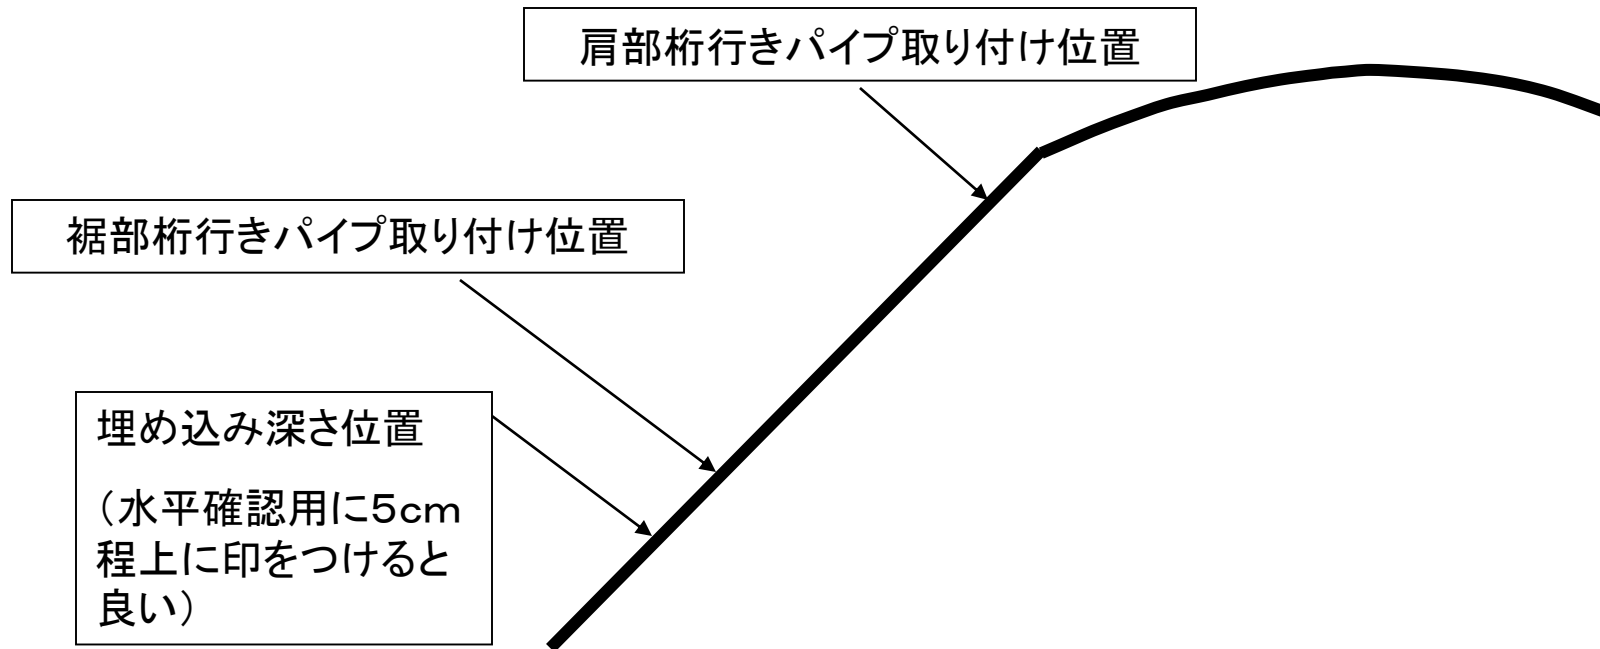 肩部桁行きパイプ取り付け位置
裾部桁行きパイプ取り付け位置
埋め込み深さ位置
（水平確認用に5cm
程上に印をつけると
良い）